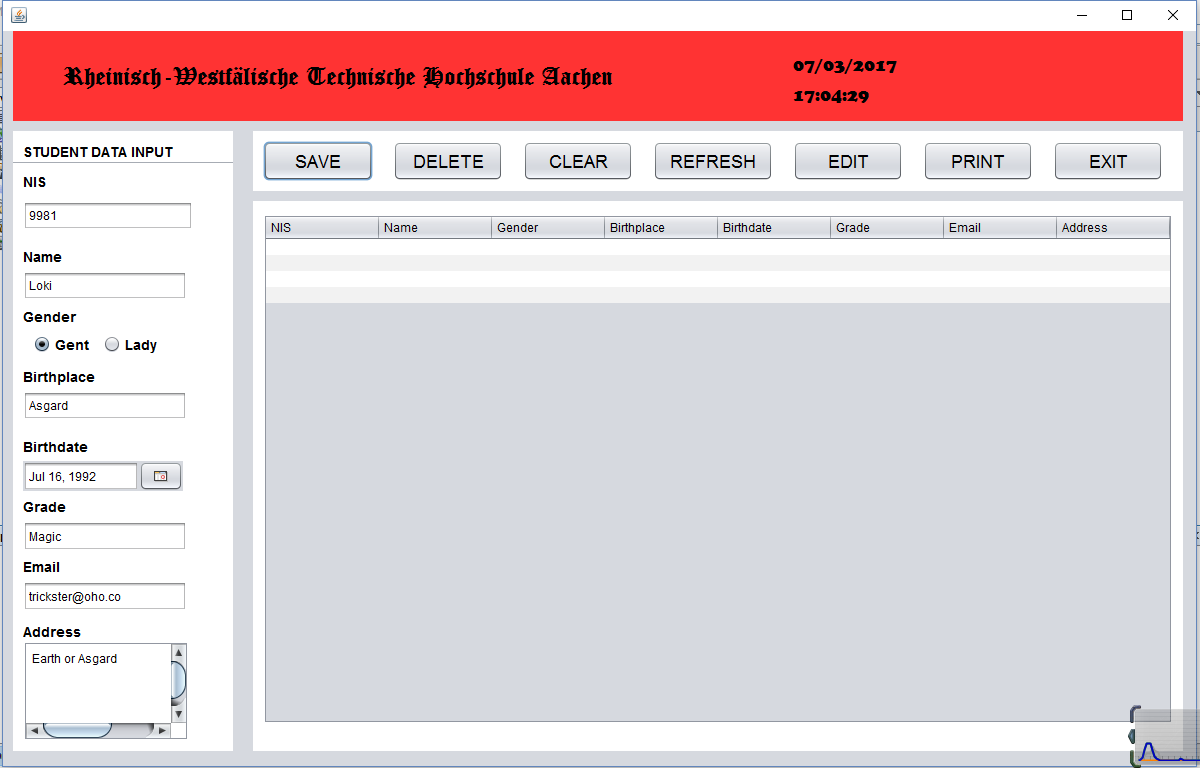 Rheinisch-Westfälische Technische Hochschule Aachen
07/03/2017
17:04:29
STUDENT DATA INPUT
NIS
9981
Name
Loki
Gender
Gent Lady
Birthplace
Asgard
Birthdate
Jul 16, 1992
Grade
Magic
Email
trickster@oho.co
Address
Earth or Asgard
SAVE DELETE CLEAR REFRESH EDIT PRINT EXIT
NIS Name Gender Birthplace Birthdate Grade Email Address